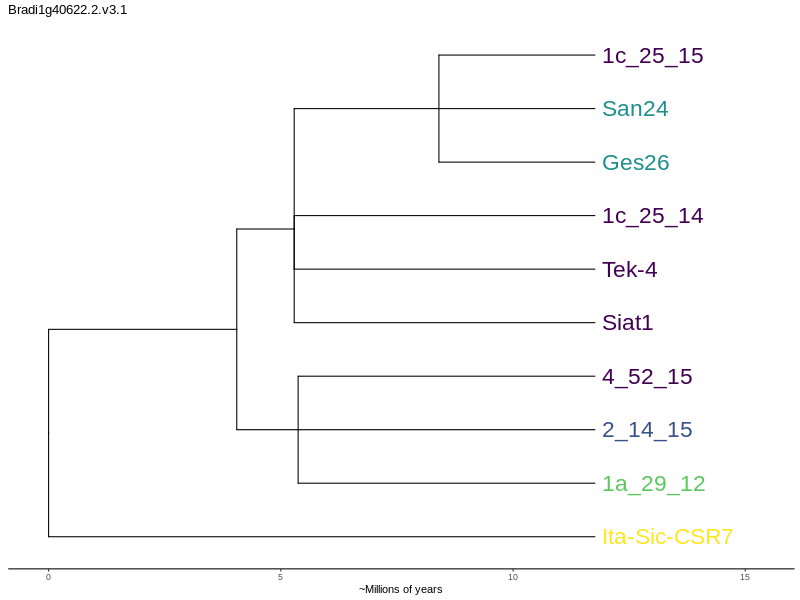 Bradi1g40622.2.v3.1
1c_25_15
San24
Ges26
1c_25_14
Tek-4
Siat1
4_52_15
2_14_15
1a_29_12
Ita-Sic-CSR7
0 5 10 15
~Millions of years